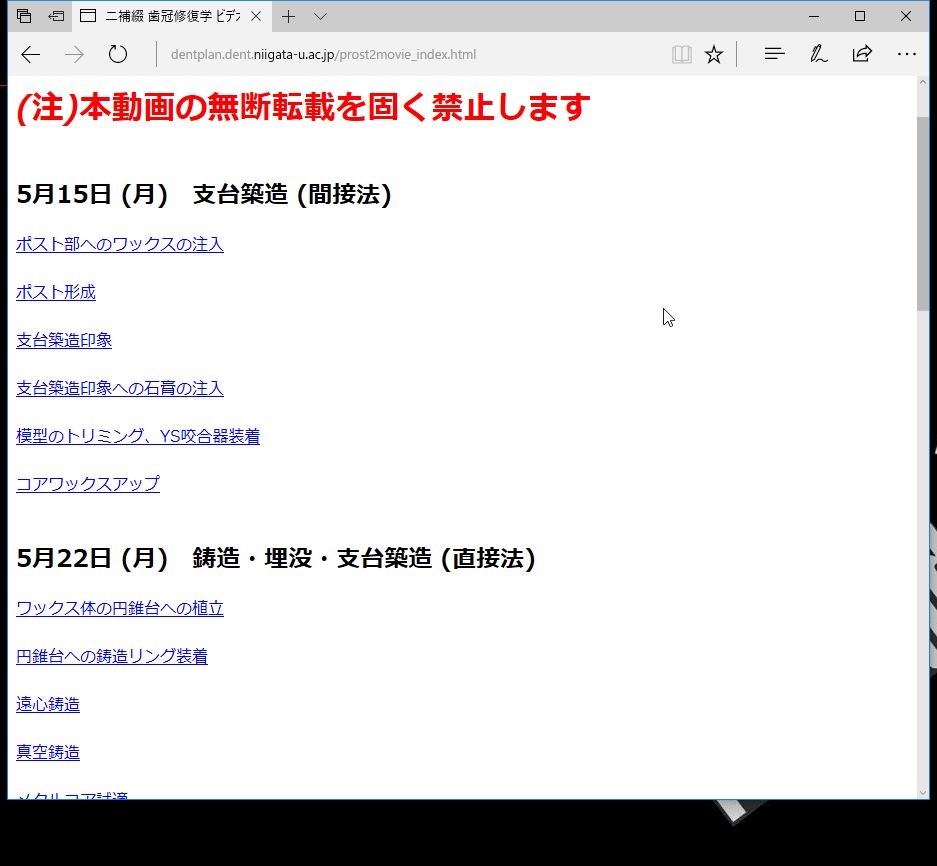 二補綴 歯冠修復学 ビデオ
dentplan.dent.niigata-u.ac.jp/prost2movie_index.html
(注)本動画の無断転載を固く禁止します
5月15日 (月) 支台築造 (間接法)
ポスト部へのワックスの注入
ポスト形成
支台築造印象
支台築造印象への石膏の注入
模型のトリミング、YS咬合器装着
コアワックスアップ
5月22日 (月) 鋳造・埋没・支台築造 (直接法)
ワックス体の円錐台への植立
円錐台への鋳造リング装着
遠心鋳造
真空鋳造
メタルコア試適